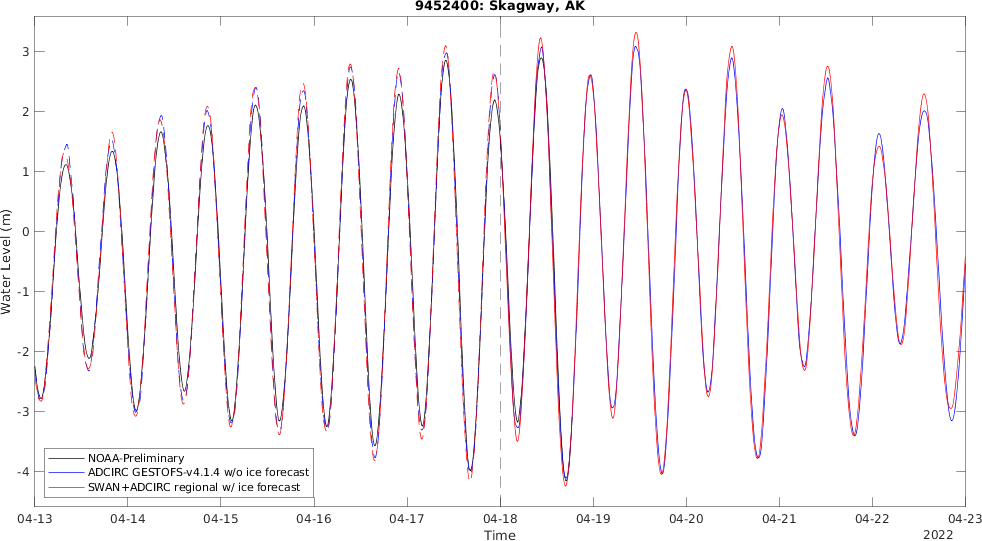 9452400: Skagway, AK
Water Level (m)
3
2
1
0
-1
-2
-3
-4
NOAA-Preliminary
ADCIRC GESTOFS-v4.1.4 w/o ice forecast
SWAN+ADCIRC regional w/ ice forecast
04-13 04-14 04-15 04-16 04-17 04-18 04-19 04-20 04-21 04-22 04-23
Time
2022